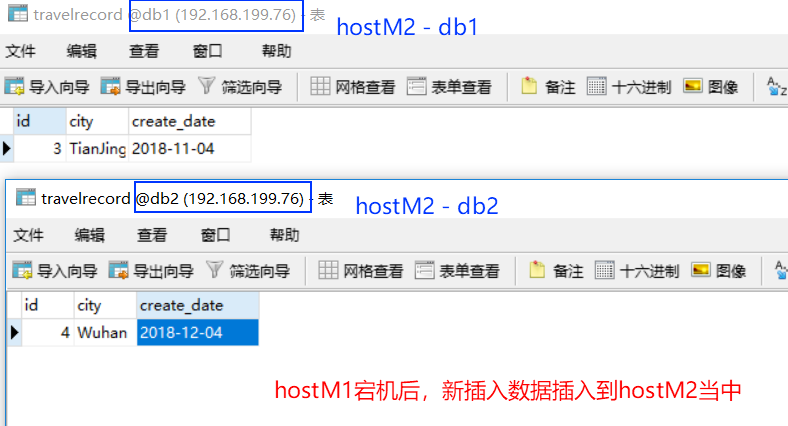 travelrecord @db1 (192.168.199.76) - 表
hostM2 - db1
文件 编辑 查看 窗口 帮助
导入向导 导出向导 筛选向导 网格查看 表单查看 备注 十六进制 图像
id city create_date
3 TianJing 2018-11-04
travelrecord @db2 (192.168.199.76) - 表
hostM2 - db2
文件 编辑 查看 窗口 帮助
导入向导 导出向导 筛选向导 网格查看 表单查看 备注 十六进制 图像
id city create_date
4 Wuhan 2018-12-04
hostM1宕机后，新插入数据插入到hostM2当中